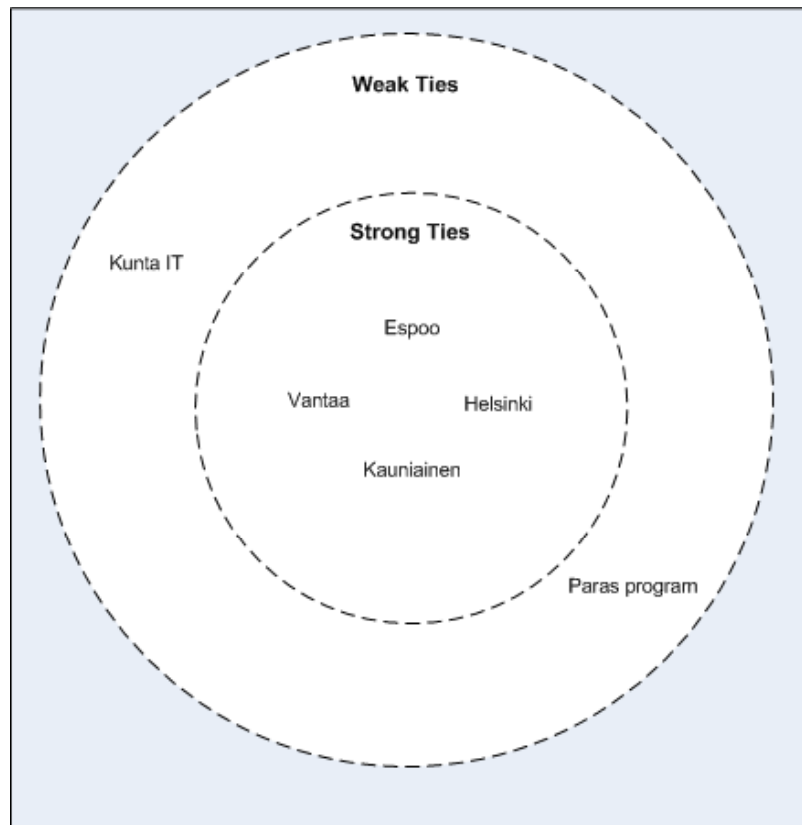 Weak Ties
Strong Ties
Kunta IT
Espoo
Vantaa
Helsinki
Kauniainen
Paras program